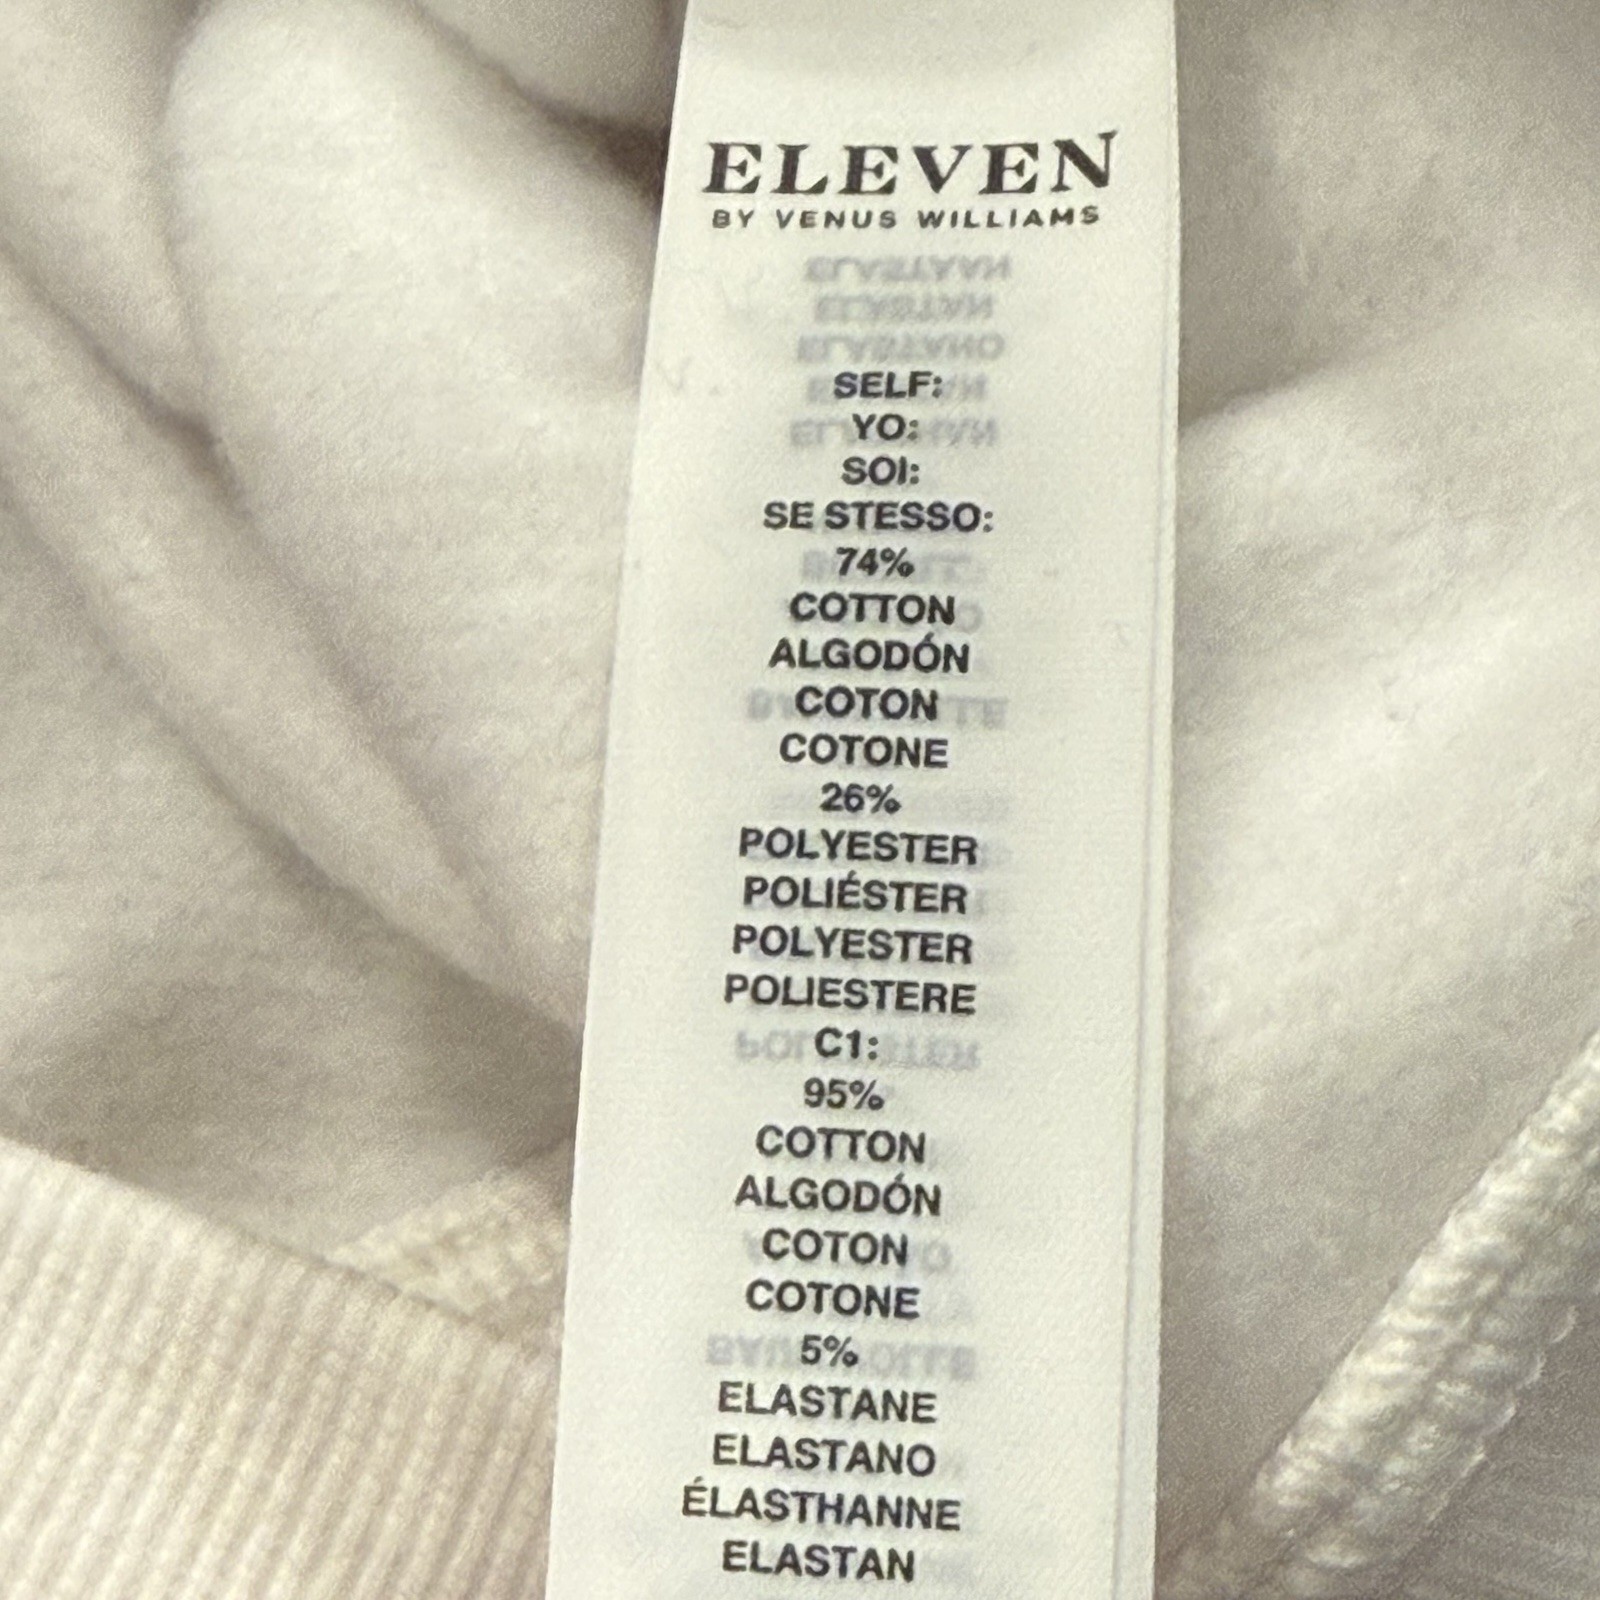 ELEVEN
BY VENUS WILLIAMS
SELF:
YO:
SOI:
SE STESSO:
74%
COTTON
ALGODÓN
COTON
COTONE
26%
POLYESTER
POLIÉSTER
POLYESTER
POLIESTERE
C1:
95%
COTTON
ALGODÓN
COTON
COTONE
5%
ELASTANE
ELASTANO
ÉLASTHANNE
ELASTAN